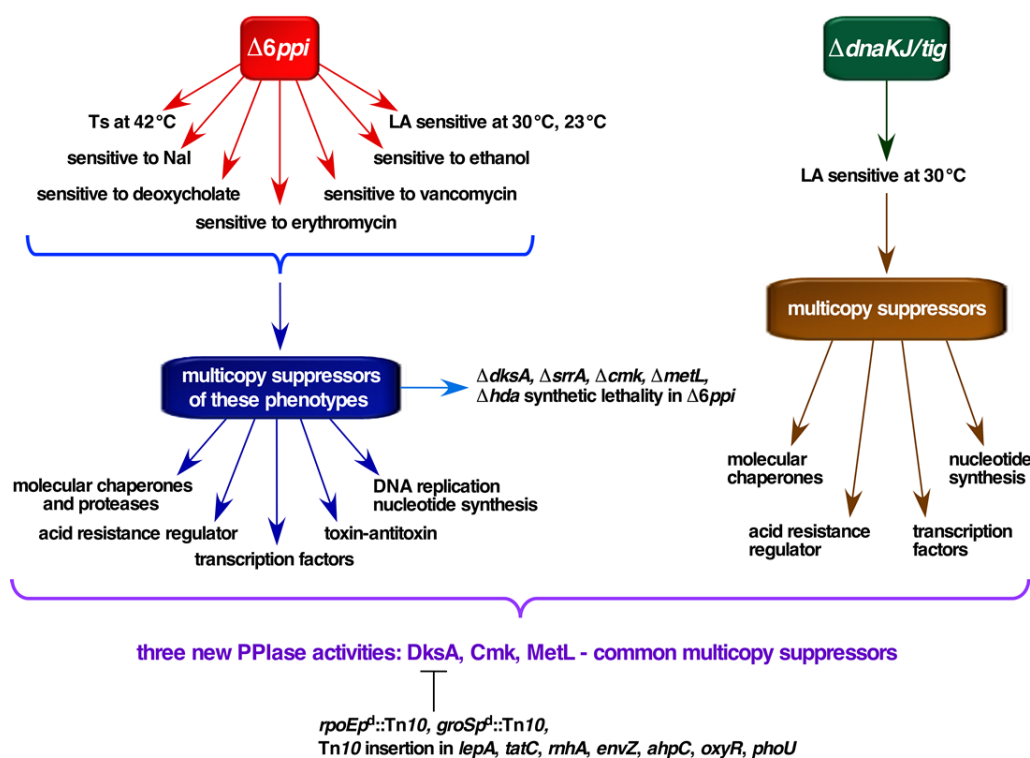 Δ6ppi
ΔdnaKJ/tig
Ts at 42°C
LA sensitive at 30°C, 23°C
sensitive to Nal
sensitive to ethanol
sensitive to deoxycholate
sensitive to vancomycin
sensitive to erythromycin
LA sensitive at 30°C
multicopy suppressors
of these phenotypes
ΔdksA, ΔsrrA, Δcmk, ΔmetL,
Δhda synthetic lethality in Δ6ppi
multicopy suppressors
molecular chaperones
and proteases
DNA replication
nucleotide synthesis
acid resistance regulator
toxin-antitoxin
transcription factors
molecular
chaperones
nucleotide
synthesis
acid resistance
regulator
transcription
factors
three new PPIase activities: DksA, Cmk, MetL - common multicopy suppressors
rpoEpᵈ::Tn10, groSpᵈ::Tn10,
Tn10 insertion in lepA, tatC, rnhA, envZ, ahpC, oxyR, phoU